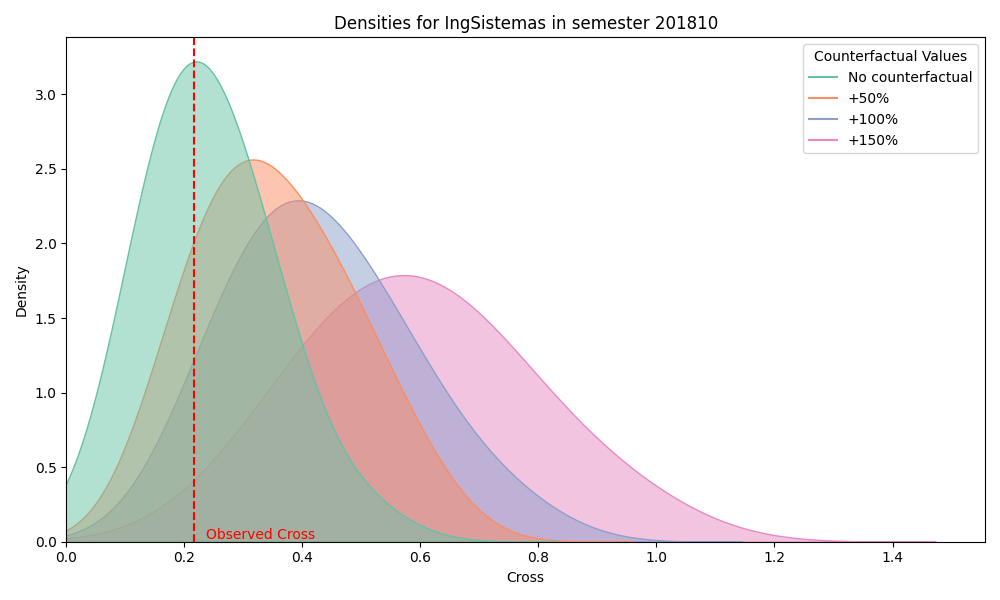 Densities for IngSistemas in semester 201810
Counterfactual Values
No counterfactual
+50%
+100%
+150%
Density
3.0
2.5
2.0
1.5
1.0
0.5
0.0
Observed Cross
0.0 0.2 0.4 0.6 0.8 1.0 1.2 1.4
Cross